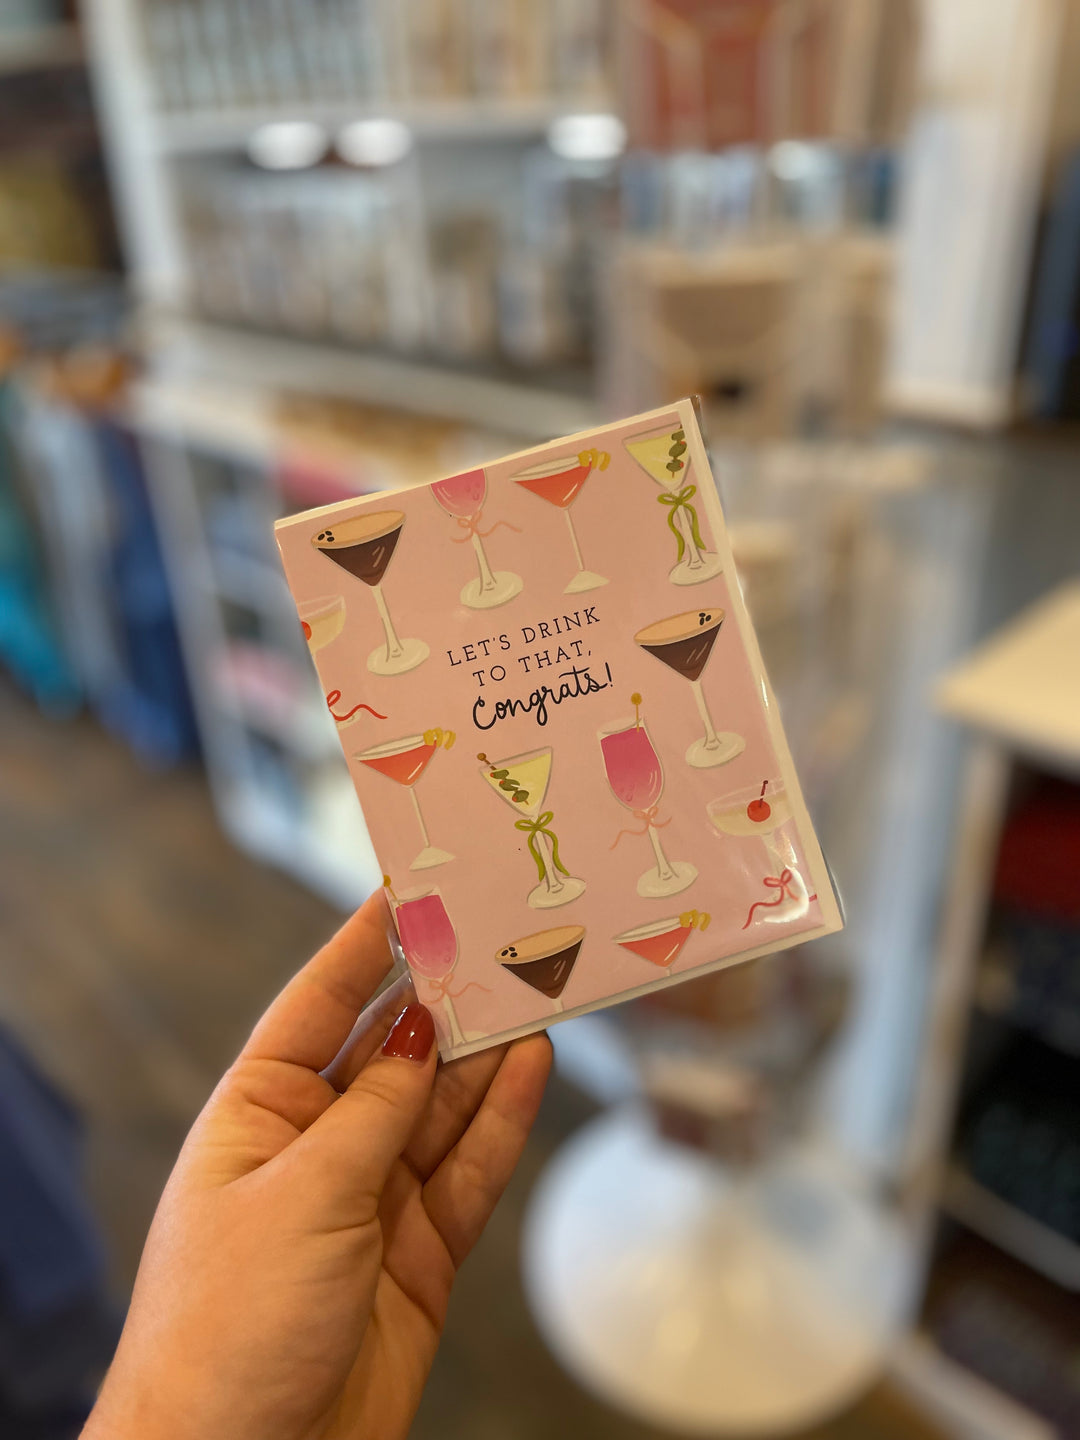 LET'S DRINK
TO THAT,
Congrats!